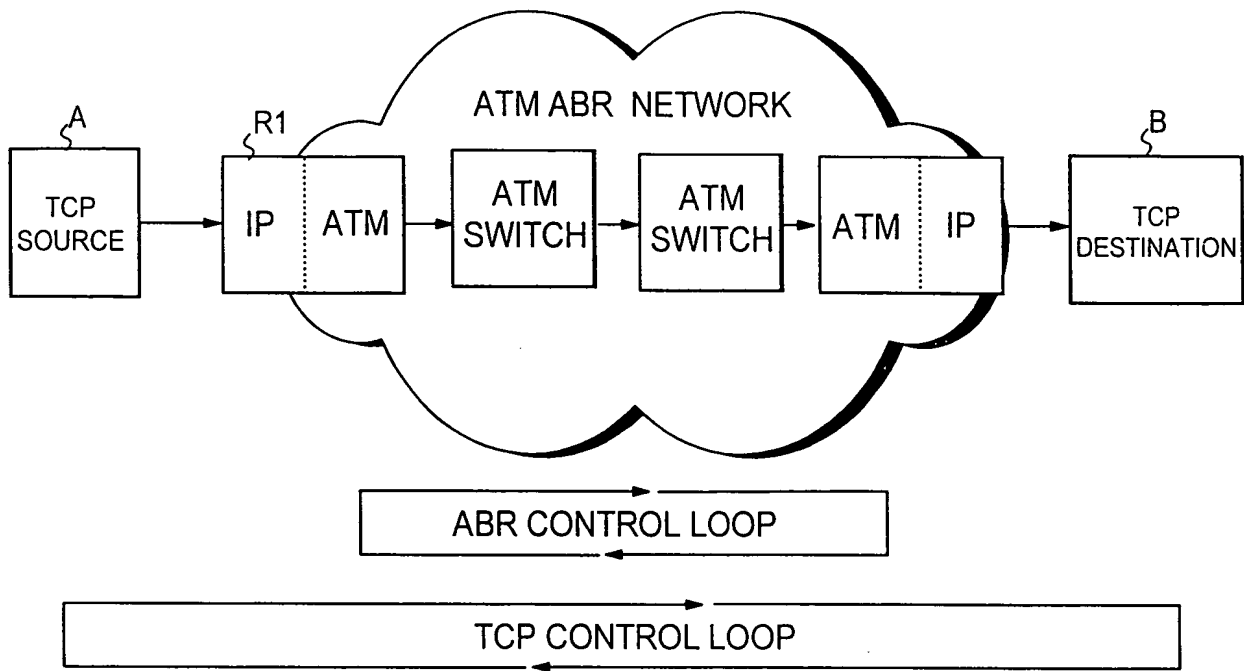 ATM ABR NETWORK
A
R1
B
TCP
SOURCE
IP
ATM
ATM
SWITCH
ATM
SWITCH
ATM
IP
TCP
DESTINATION
ABR CONTROL LOOP
TCP CONTROL LOOP